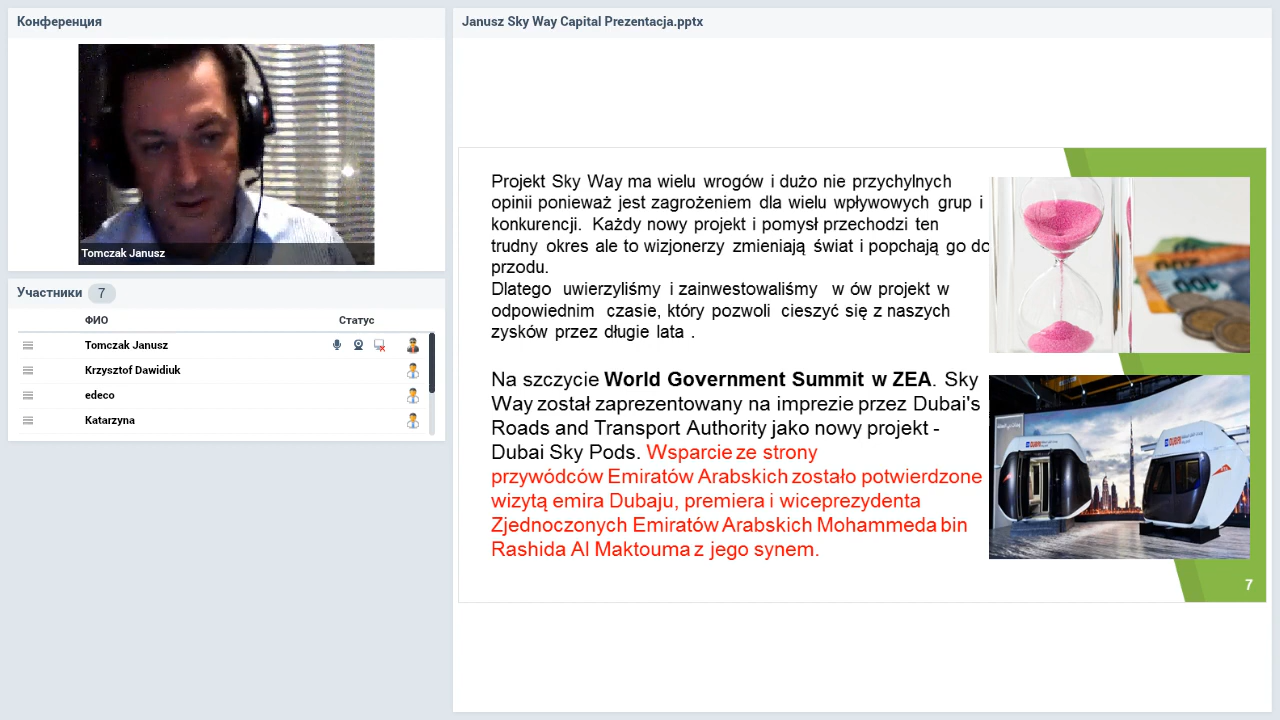 Конференция
Tomczak Janusz
Участники 7
ФИО Статус
Tomczak Janusz
Krzysztof Dawidiuk
edeco
Katarzyna
Janusz Sky Way Capital Prezentacja.pptx
Projekt Sky Way ma wielu wrogów i dużo nie przychylnych
opinii ponieważ jest zagrożeniem dla wielu wpływowych grup i
konkurencji. Każdy nowy projekt i pomysł przechodzi ten
trudny okres ale to wizjonerzy zmieniają świat i popchają go do
przodu.
Dlatego uwierzyliśmy i zainwestowaliśmy w ów projekt w
odpowiednim czasie, który pozwoli cieszyć się z naszych
zysków przez długie lata .
Na szczycie World Government Summit w ZEA. Sky
Way został zaprezentowany na imprezie przez Dubai's
Roads and Transport Authority jako nowy projekt -
Dubai Sky Pods. Wsparcie ze strony
przywódców Emiratów Arabskich zostało potwierdzone
wizytą emira Dubaju, premiera i wiceprezydenta
Zjednoczonych Emiratów Arabskich Mohammeda bin
Rashida Al Maktouma z jego synem.
7